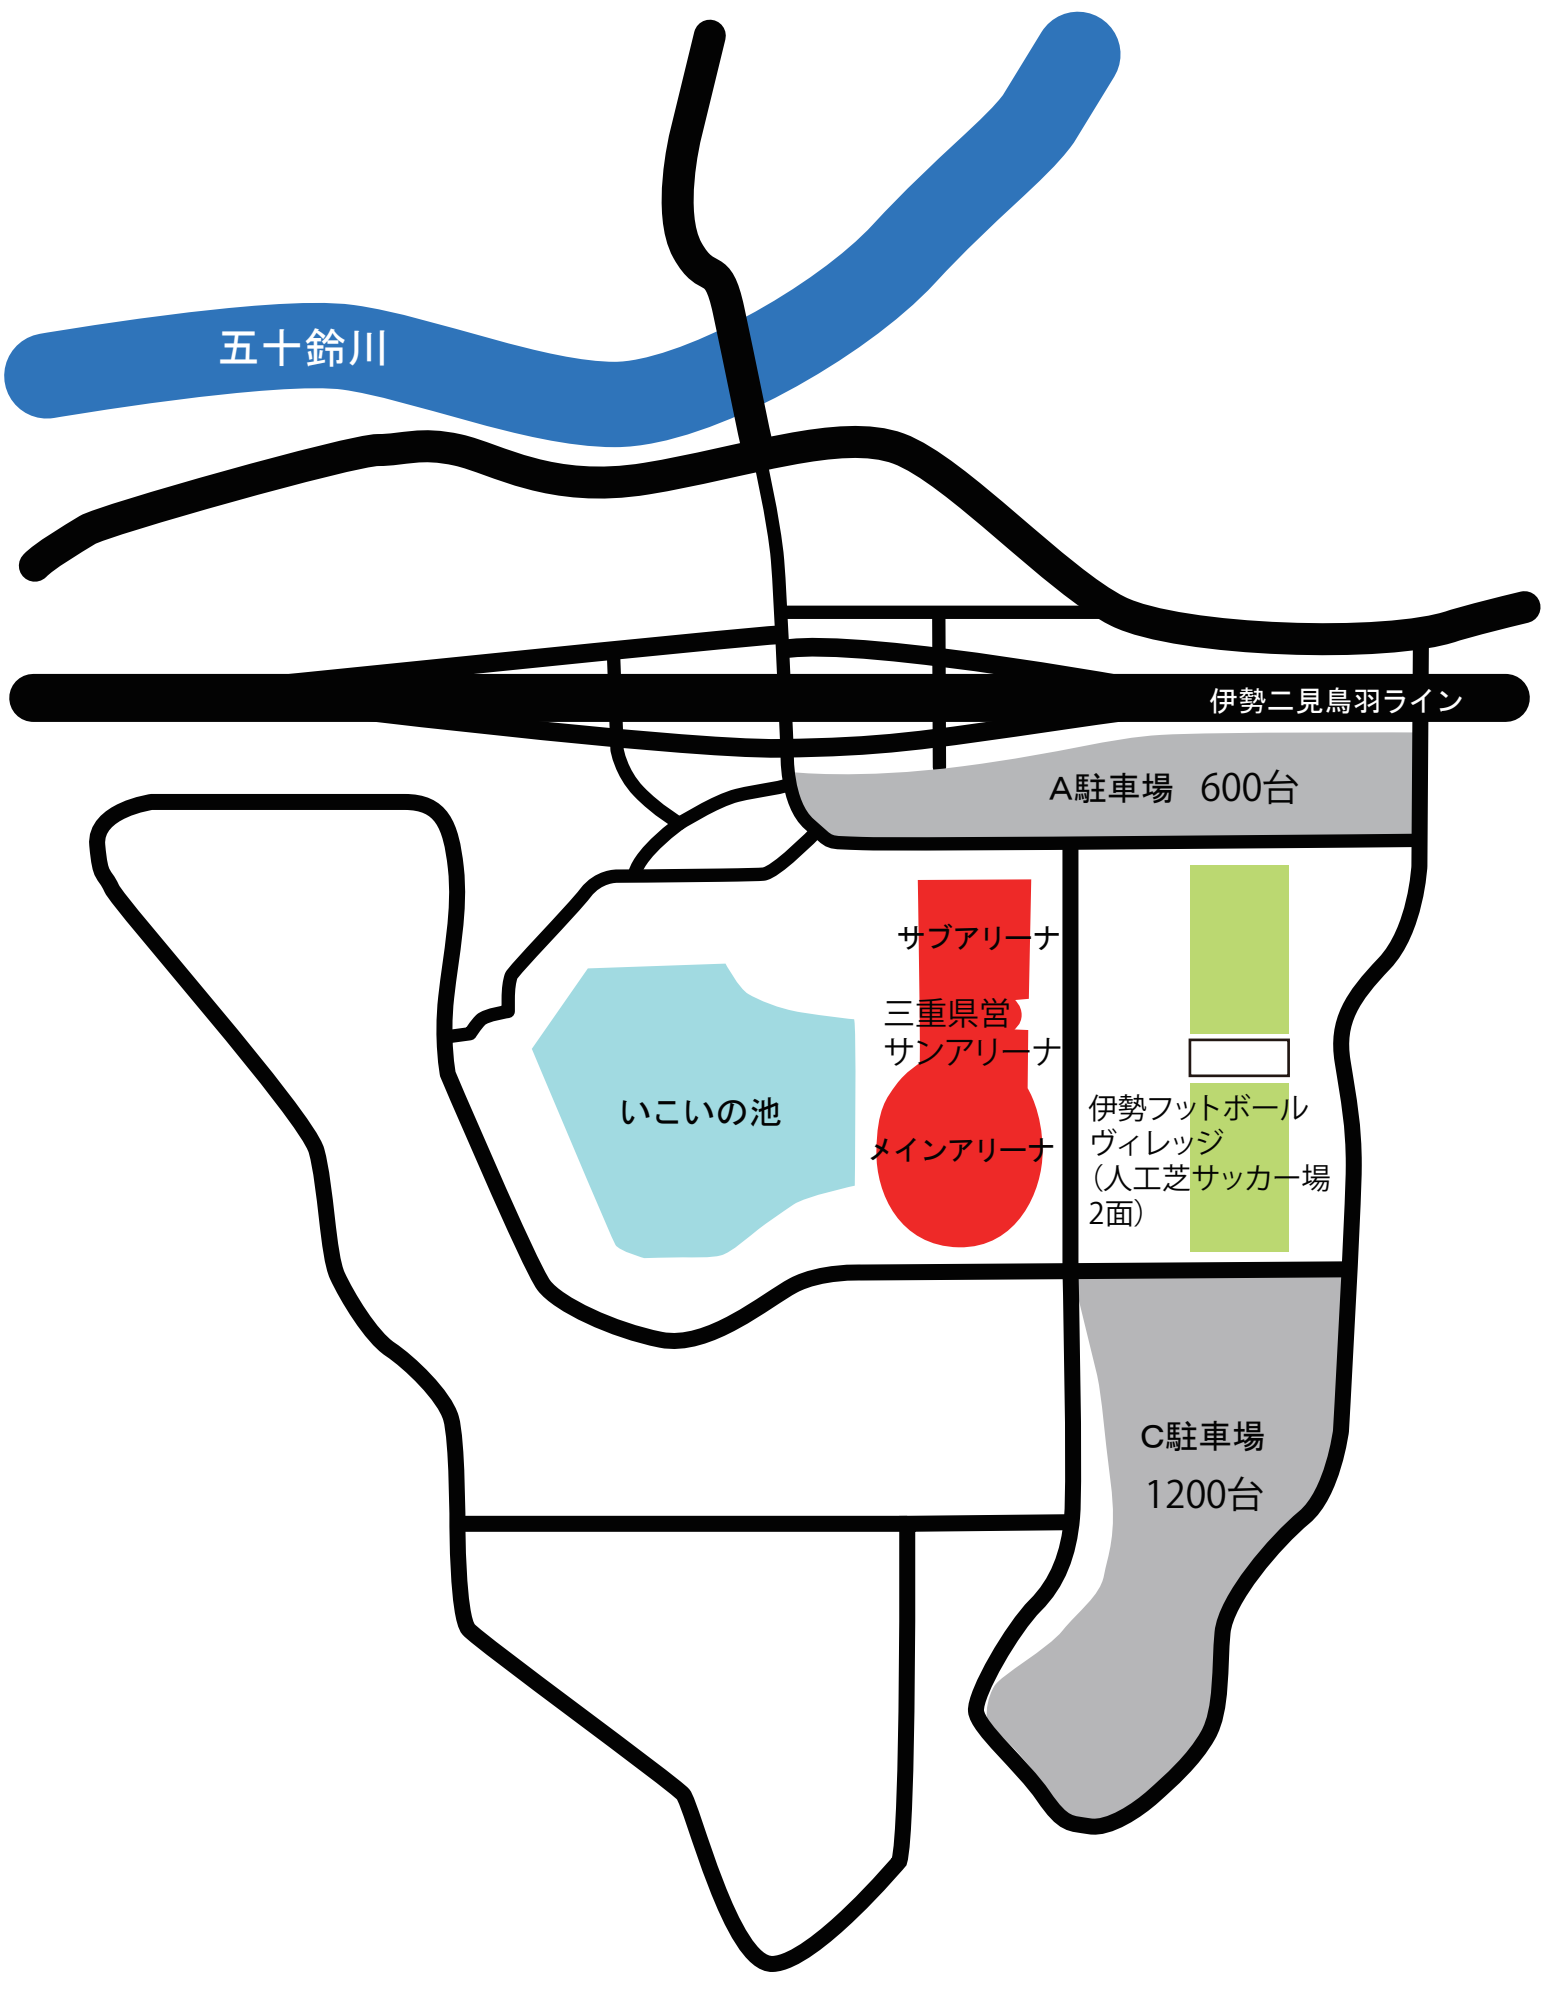 五十鈴川
伊勢二見鳥羽ライン
A駐車場 600台
サブアリーナ
三重県営
サンアリーナ
いこいの池
メインアリーナ
伊勢フットボール
ヴィレッジ
（人工芝サッカー場
2面）
C駐車場
1200台